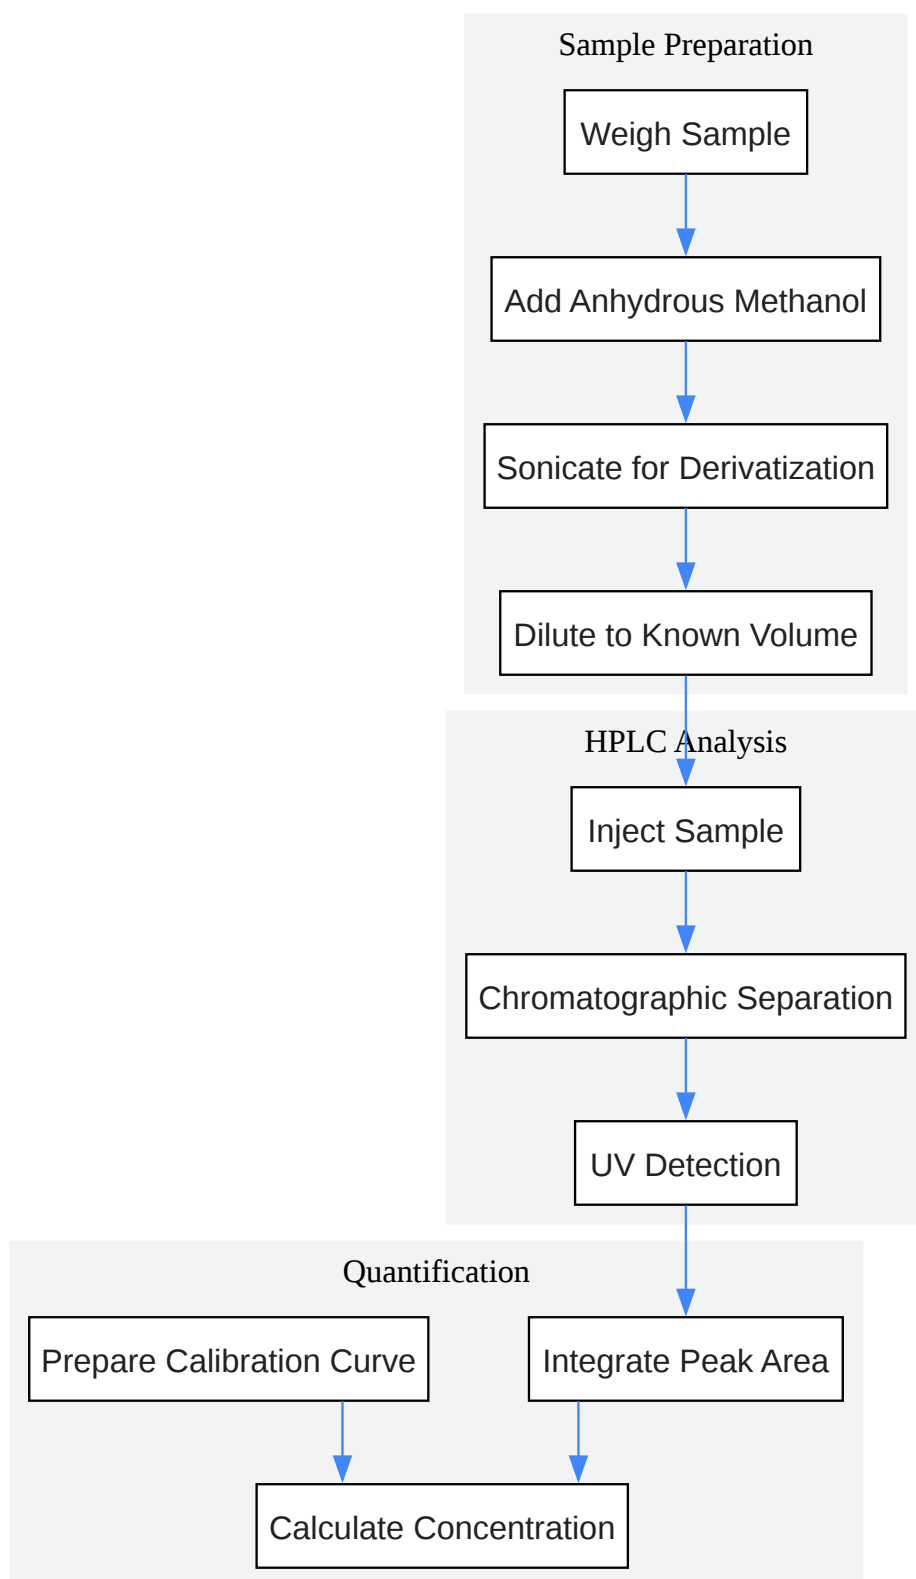 Sample Preparation
Weigh Sample
Add Anhydrous Methanol
Sonicate for Derivatization
Dilute to Known Volume
HPLC Analysis
Inject Sample
Chromatographic Separation
UV Detection
Quantification
Prepare Calibration Curve
Integrate Peak Area
Calculate Concentration